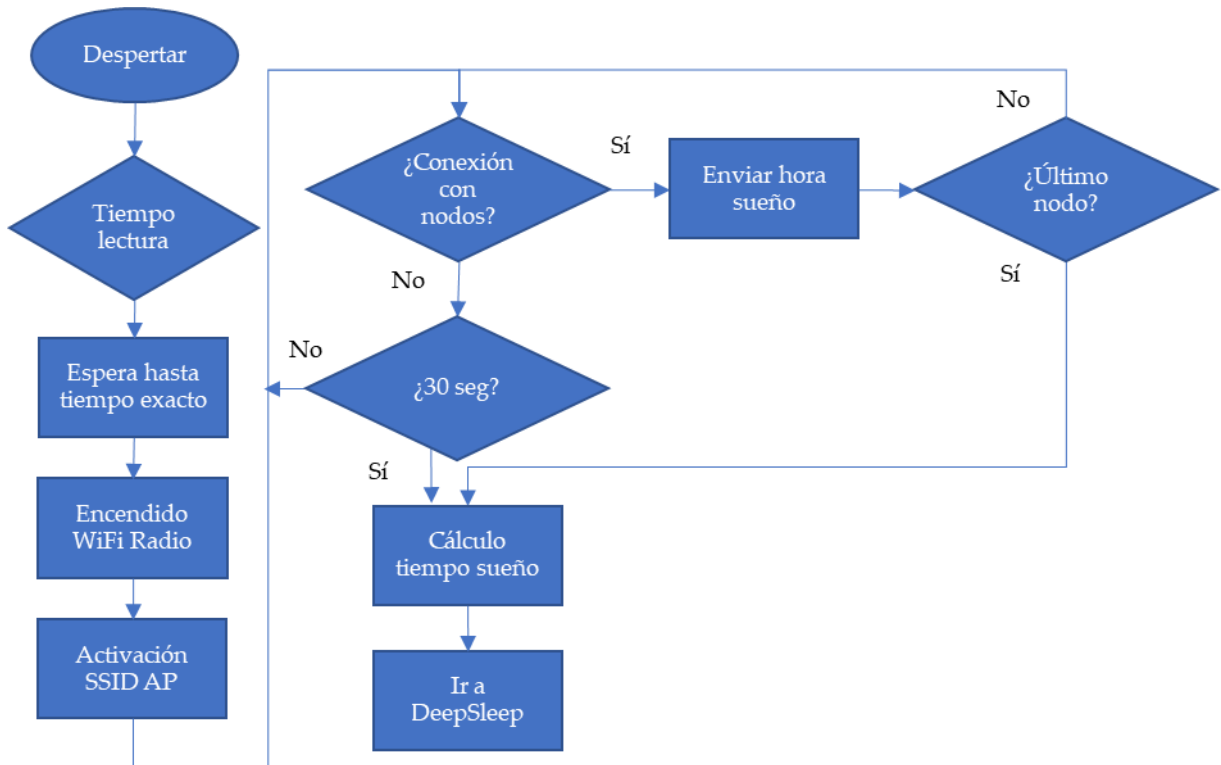 Despertar
Tiempo
lectura
Espera hasta
tiempo exacto
Encendido
WiFi Radio
Activación
SSID AP
¿Conexión
con
nodos?
Sí
Enviar hora
sueño
No
¿Último
nodo?
Sí
No
No
¿30 seg?
Sí
Cálculo
tiempo sueño
Ir a
DeepSleep